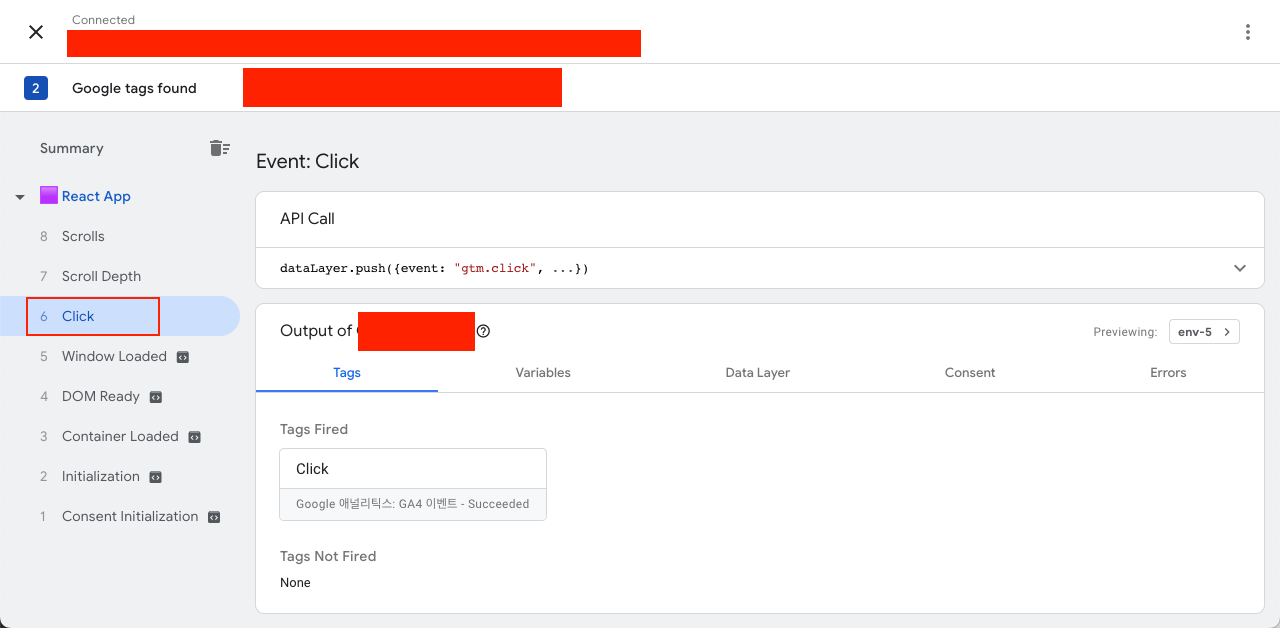 Connected
2 Google tags found
Summary
React App
8 Scrolls
7 Scroll Depth
6 Click
5 Window Loaded
4 DOM Ready
3 Container Loaded
2 Initialization
1 Consent Initialization
Event: Click
API Call
dataLayer.push({event: "gtm.click", ...})
Output of
Previewing: env-5
Tags Variables Data Layer Consent Errors
Tags Fired
Click
Google 애널리틱스: GA4 이벤트 - Succeeded
Tags Not Fired
None